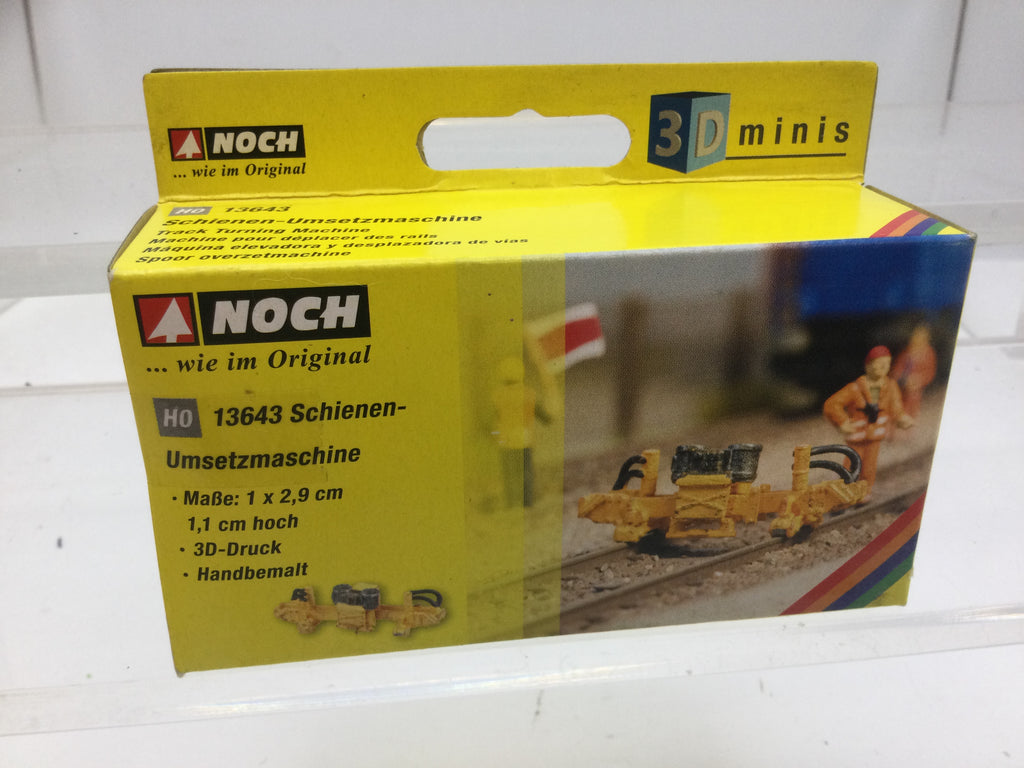 NOCH
... wie im Original
3D minis
H0 13643
Schienen-Umsetzmaschine
Track Turning Machine
Machine pour déplacer des rails
Máquina elevadora y desplazadora de vías
Spoor overzetmachine
NOCH
... wie im Original
H0 13643 Schienen-
Umsetzmaschine
· Maße: 1 x 2,9 cm
1,1 cm hoch
· 3D-Druck
· Handbemalt